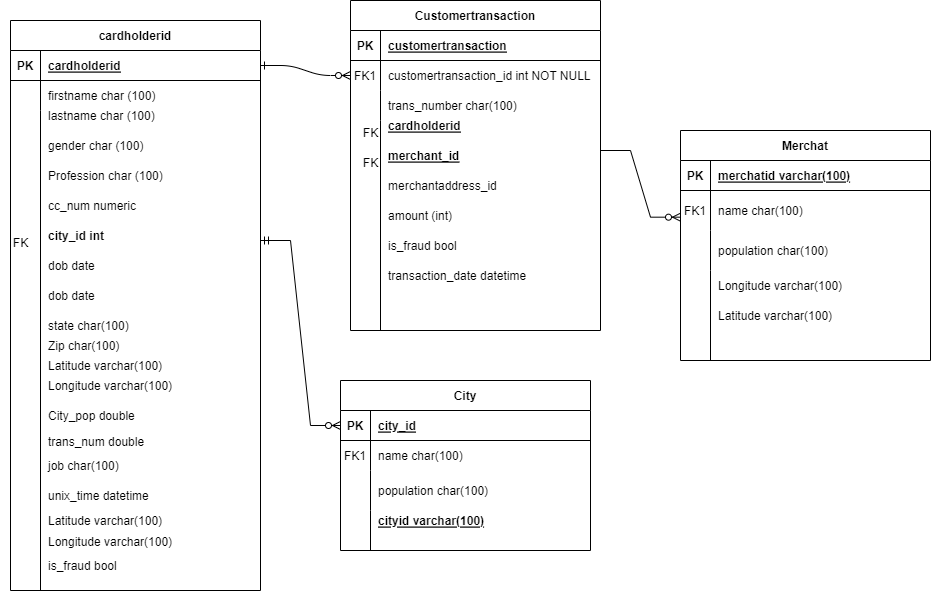 cardholderid
PK cardholderid
firstname char (100)
lastname char (100)
gender char (100)
Profession char (100)
cc_num numeric
FK city_id int
dob date
dob date
state char(100)
Zip char(100)
Latitude varchar(100)
Longitude varchar(100)
City_pop double
trans_num double
job char(100)
unix_time datetime
Latitude varchar(100)
Longitude varchar(100)
is_fraud bool
Customertransaction
PK customertransaction
FK1 customertransaction_id int NOT NULL
trans_number char(100)
FK cardholderid
FK merchant_id
merchantaddress_id
amount (int)
is_fraud bool
transaction_date datetime
Merchat
PK merchatid varchar(100)
FK1 name char(100)
population char(100)
Longitude varchar(100)
Latitude varchar(100)
City
PK city_id
FK1 name char(100)
population char(100)
cityid varchar(100)